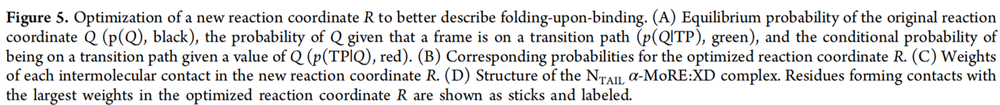 Figure 5. Optimization of a new reaction coordinate R to better describe folding-upon-binding. (A) Equilibrium probability of the original reaction
coordinate Q (p(Q), black), the probability of Q given that a frame is on a transition path (p(Q|TP), green), and the conditional probability of
being on a transition path given a value of Q (p(TP|Q), red). (B) Corresponding probabilities for the optimized reaction coordinate R. (C) Weights
of each intermolecular contact in the new reaction coordinate R. (D) Structure of the NTAIL α-MoRE:XD complex. Residues forming contacts with
the largest weights in the optimized reaction coordinate R are shown as sticks and labeled.